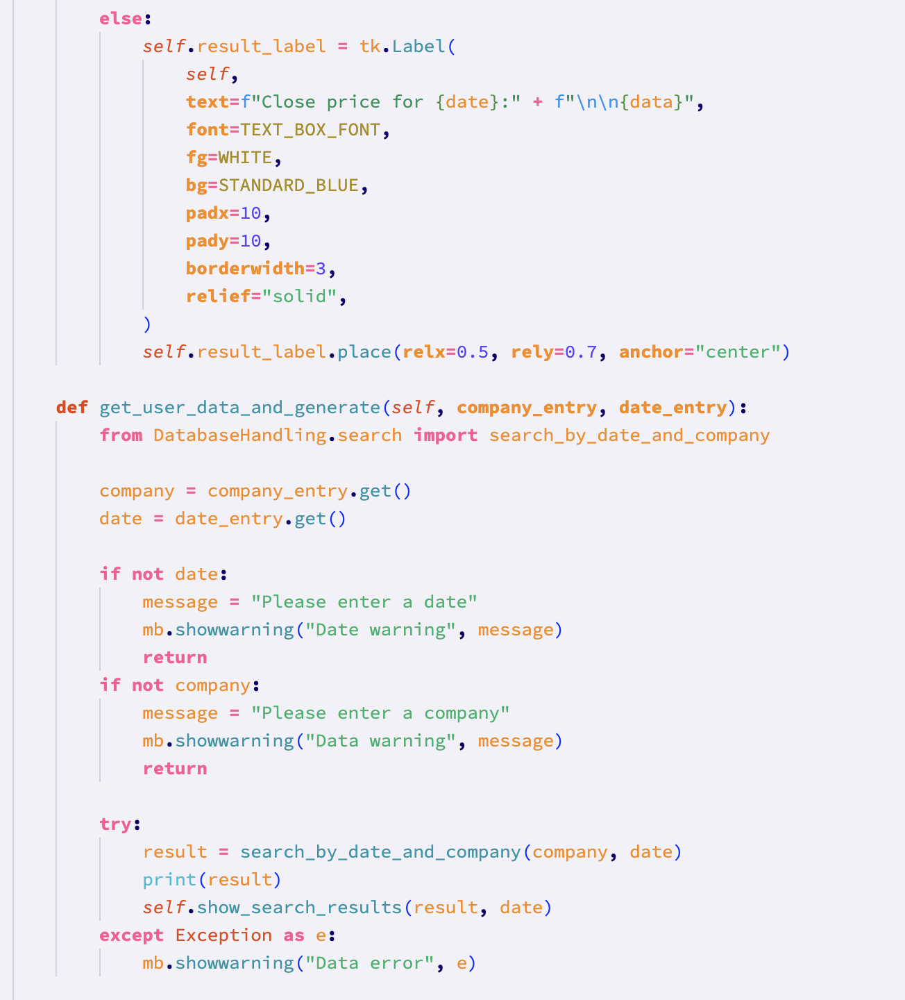 else:
self.result_label = tk.Label(
self,
text=f"Close price for {date}:" + f"\n\n{data}",
font=TEXT_BOX_FONT,
fg=WHITE,
bg=STANDARD_BLUE,
padx=10,
pady=10,
borderwidth=3,
relief="solid",
)
self.result_label.place(relx=0.5, rely=0.7, anchor="center")
def get_user_data_and_generate(self, company_entry, date_entry):
from DatabaseHandling.search import search_by_date_and_company
company = company_entry.get()
date = date_entry.get()
if not date:
message = "Please enter a date"
mb.showwarning("Date warning", message)
return
if not company:
message = "Please enter a company"
mb.showwarning("Data warning", message)
return
try:
result = search_by_date_and_company(company, date)
print(result)
self.show_search_results(result, date)
except Exception as e:
mb.showwarning("Data error", e)